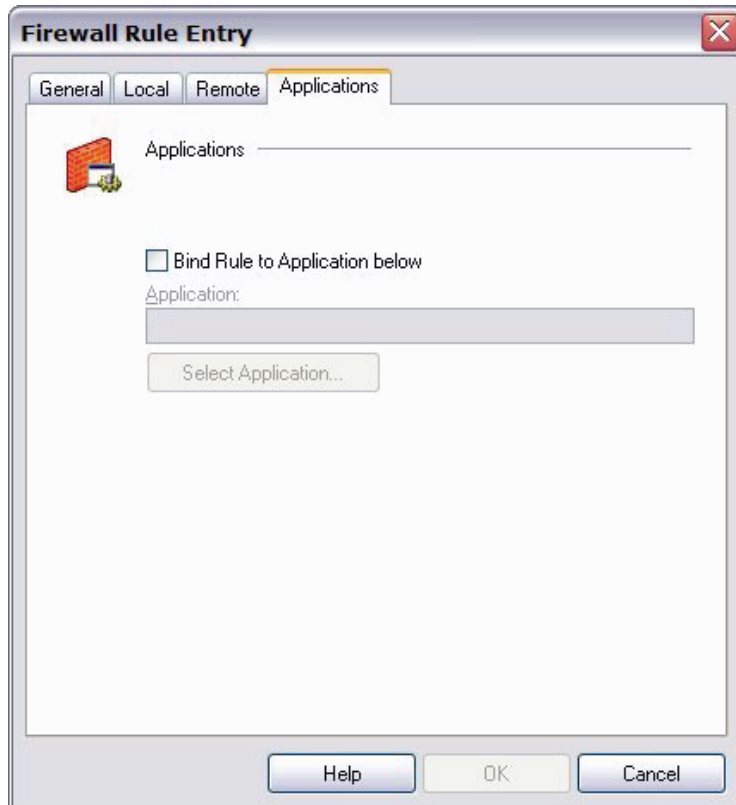 Firewall Rule Entry
General Local Remote Applications
Applications
Bind Rule to Application below
Application:
Select Application...
Help OK Cancel